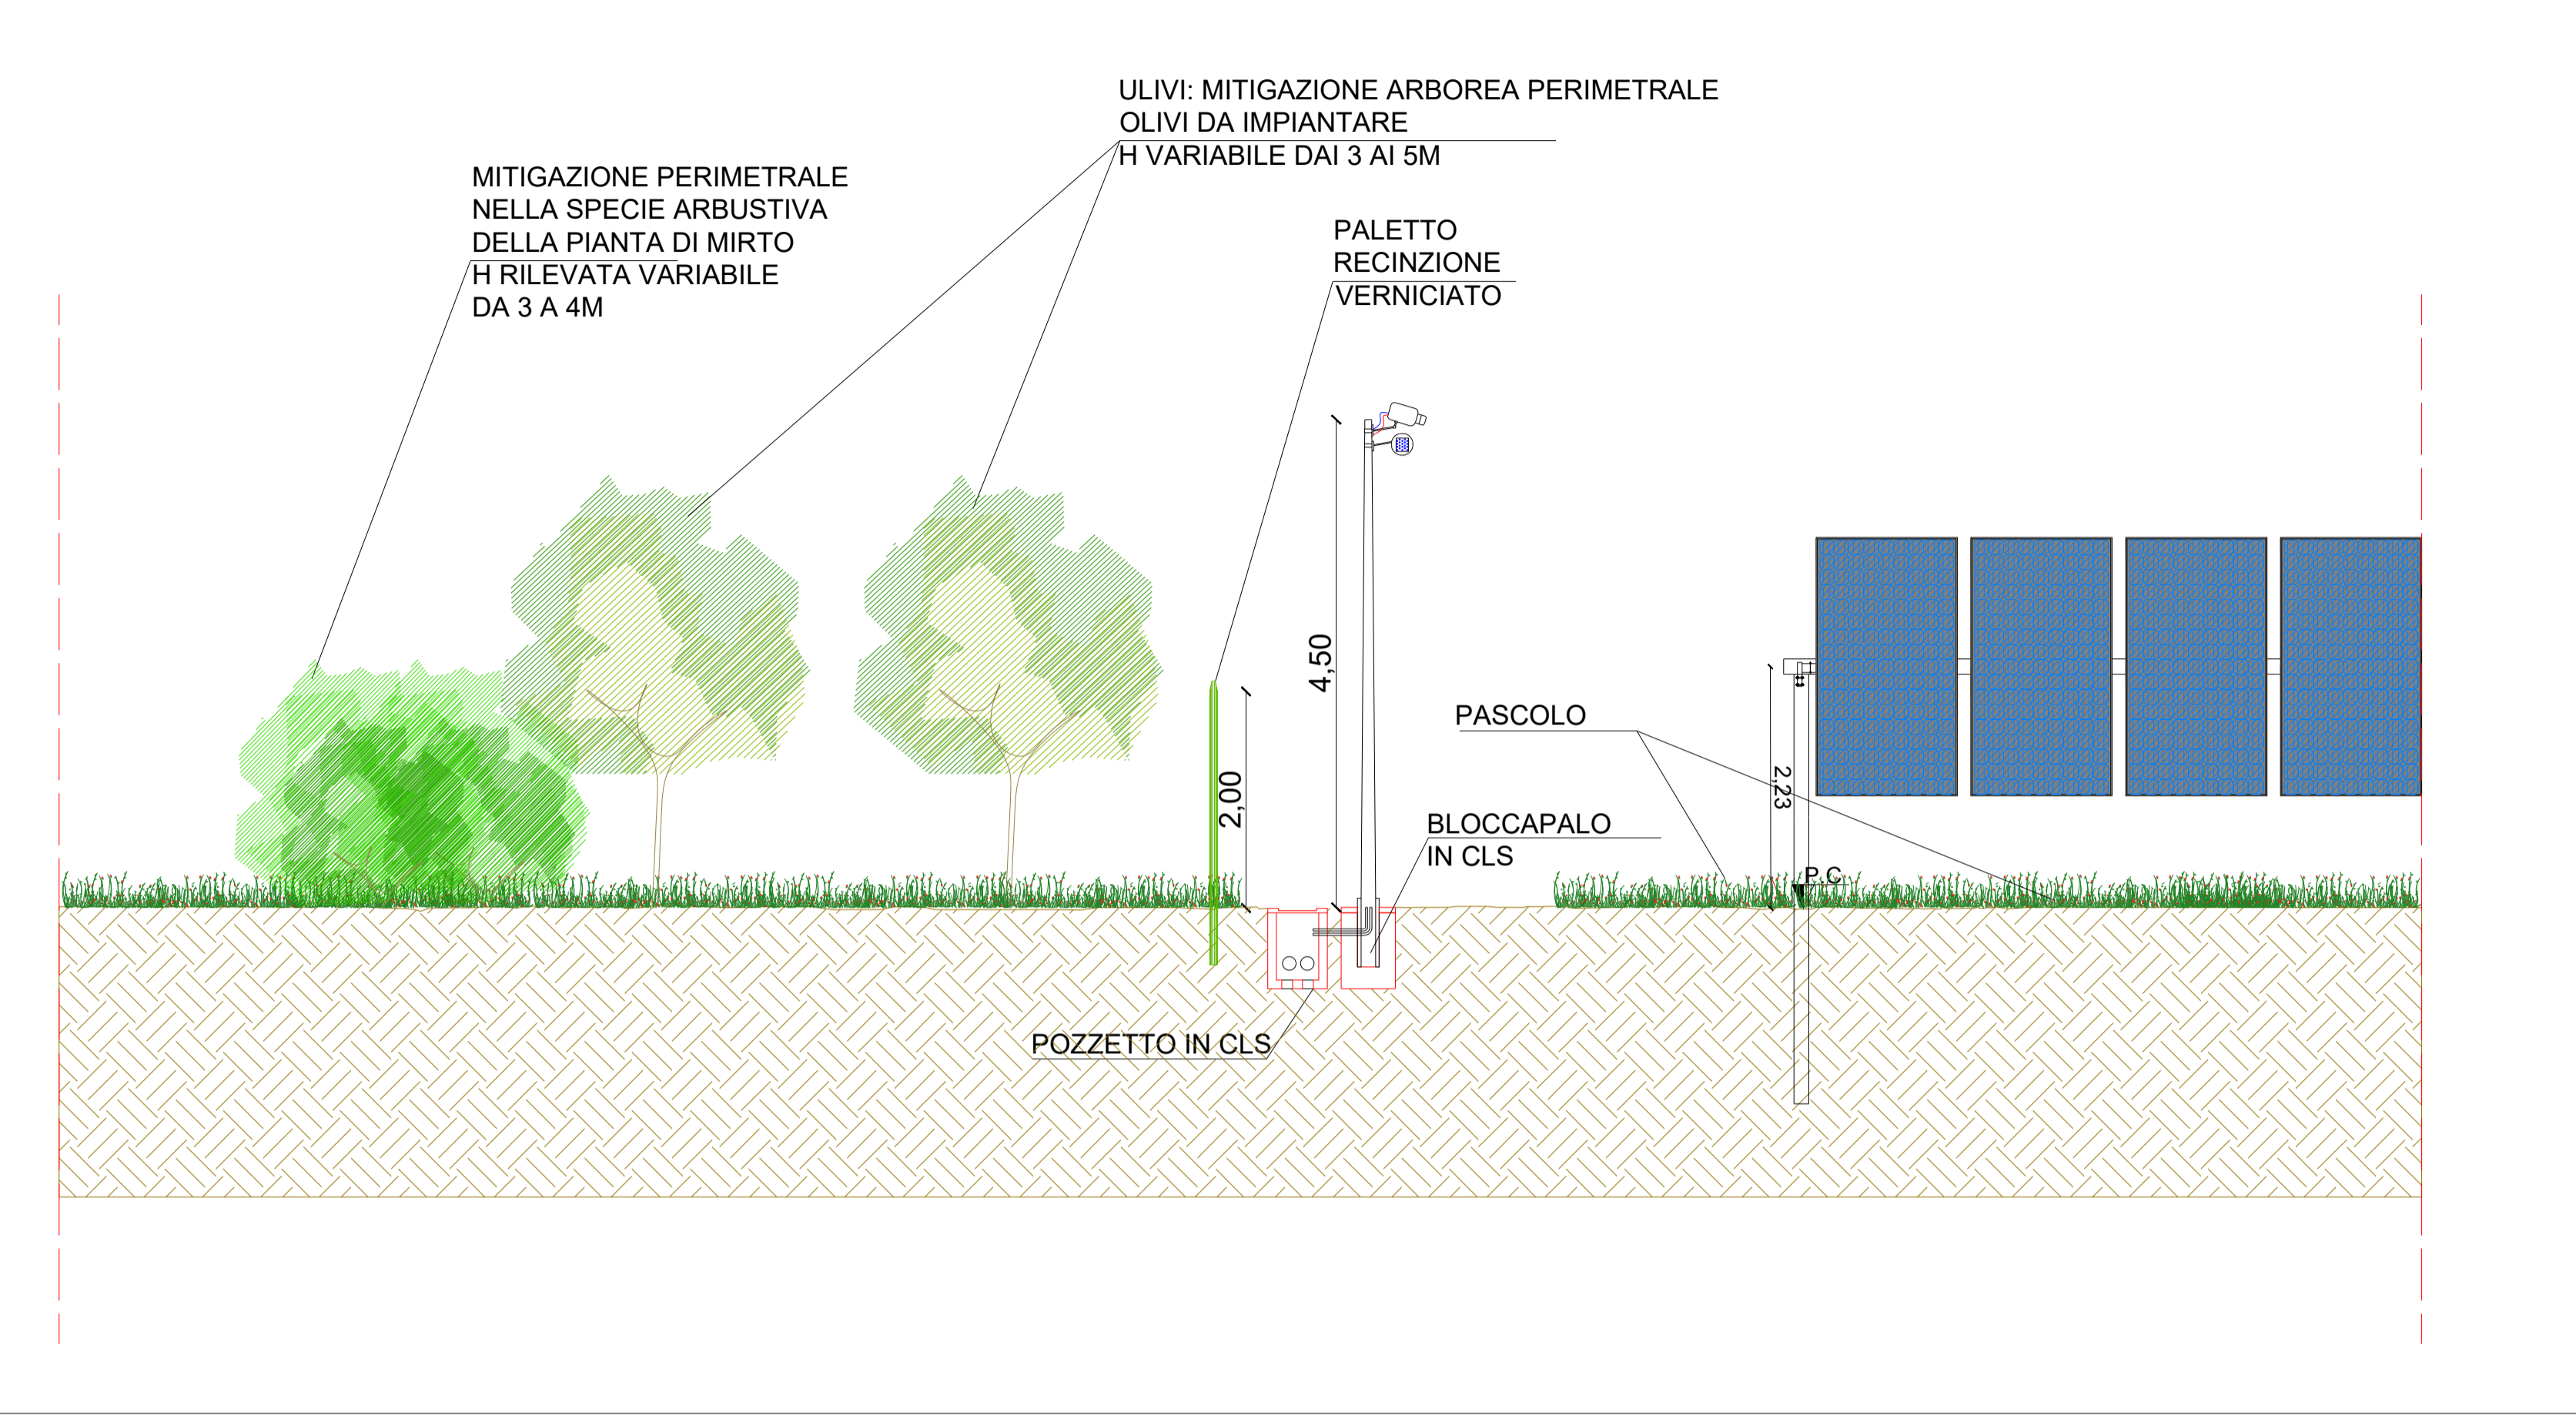 ULIVI: MITIGAZIONE ARBOREA PERIMETRALE
OLIVI DA IMPIANTARE
H VARIABILE DAI 3 AI 5M
MITIGAZIONE PERIMETRALE
NELLA SPECIE ARBUSTIVA
DELLA PIANTA DI MIRTO
H RILEVATA VARIABILE
DA 3 A 4M
PALETTO
RECINZIONE
VERNICIATO
4,50
2,00
PASCOLO
2,23
BLOCCAPALO
IN CLS
P.C
POZZETTO IN CLS